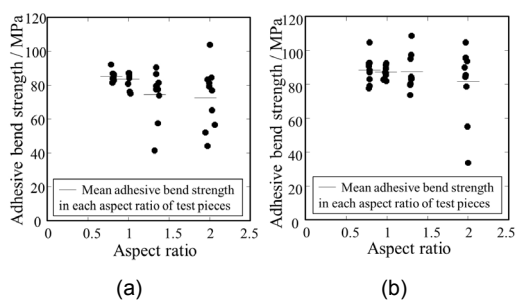 Adhesive bend strength / MPa
120
100
80
60
40
20
0
Mean adhesive bend strength
in each aspect ratio of test pieces
0 0.5 1 1.5 2 2.5
Aspect ratio
(a)
Adhesive bend strength / MPa
120
100
80
60
40
20
0
Mean adhesive bend strength
in each aspect ratio of test pieces
0 0.5 1 1.5 2 2.5
Aspect ratio
(b)